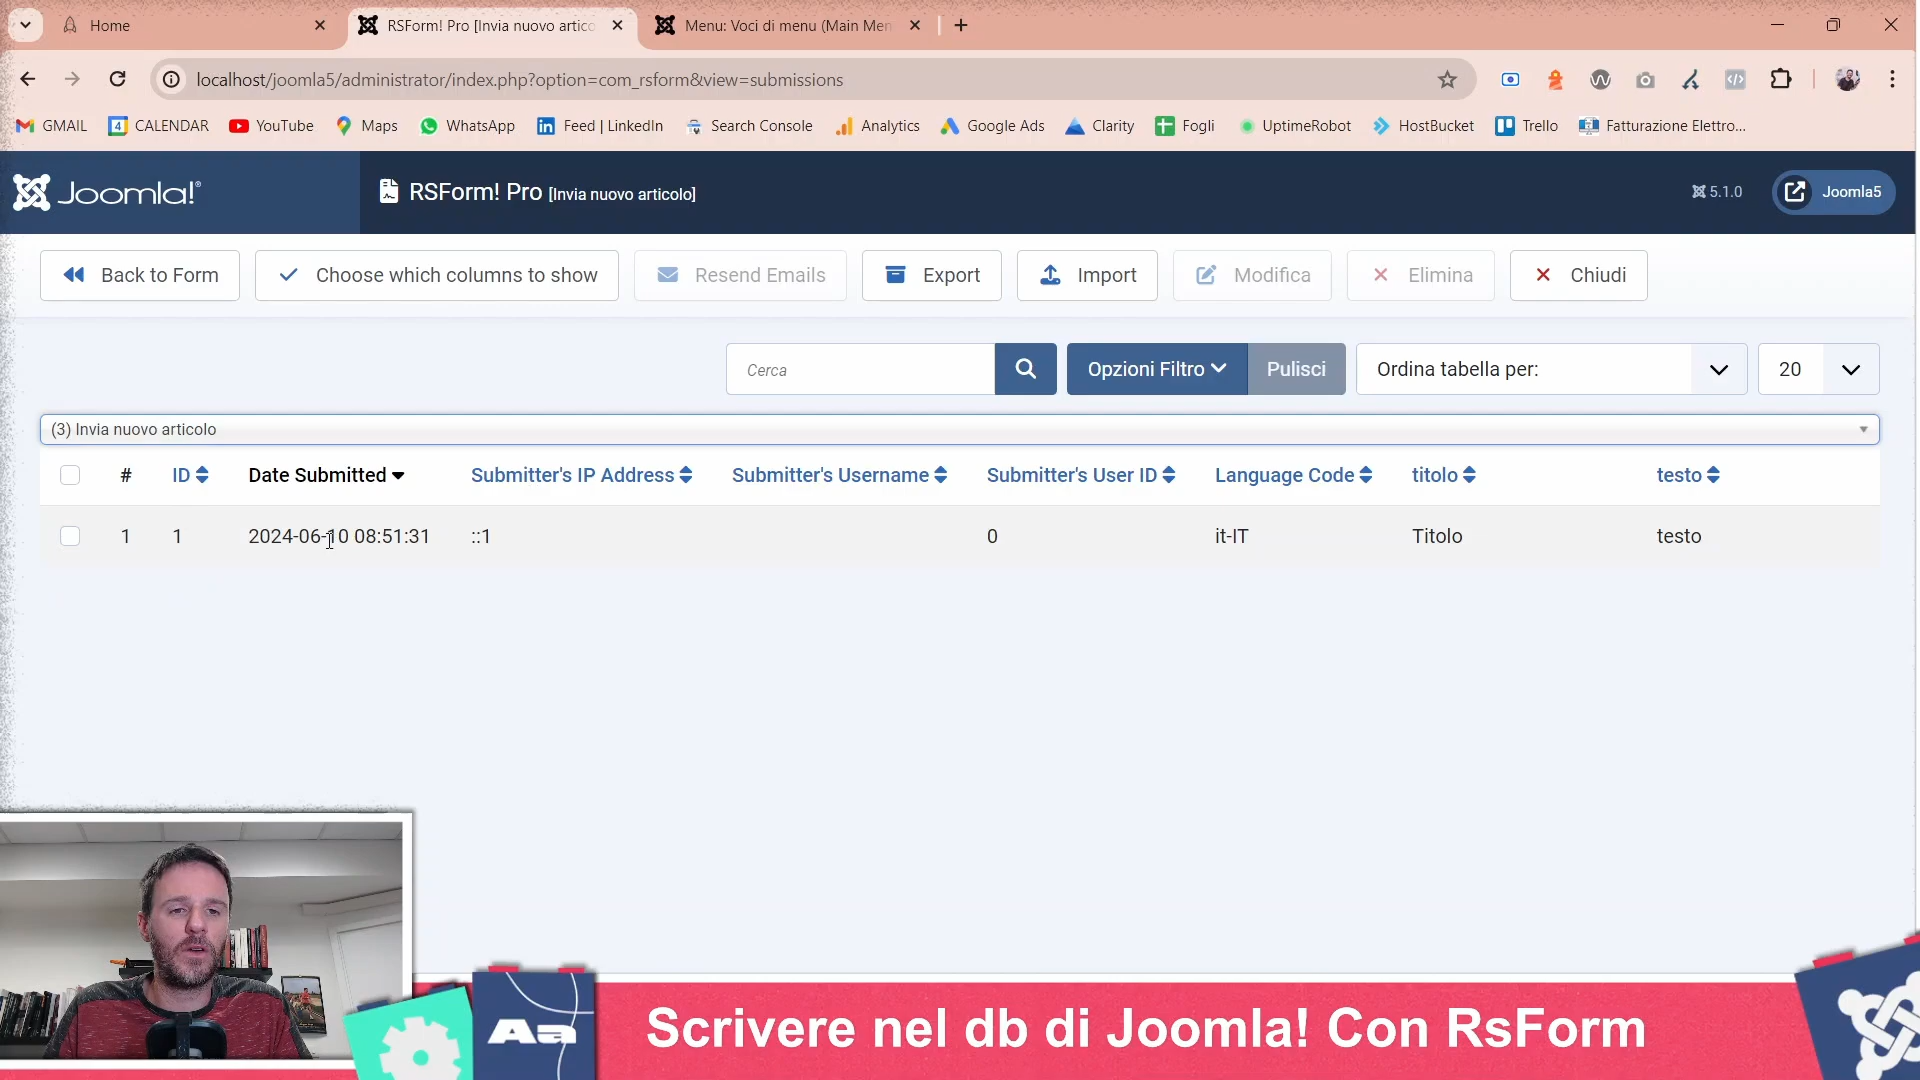 Home
RSForm! Pro [Invia nuovo artico
Menu: Voci di menu (Main Men
localhost/joomla5/administrator/index.php?option=com_rsform&view=submissions
GMAIL
4 CALENDAR
YouTube
Maps
WhatsApp
Feed | LinkedIn
Search Console
Analytics
Google Ads
Clarity
Fogli
UptimeRobot
HostBucket
Trello
Fatturazione Elettro...
Joomla!®
RSForm! Pro [Invia nuovo articolo]
5.1.0
Joomla5
Back to Form
Choose which columns to show
Resend Emails
Export
Import
Modifica
Elimina
Chiudi
Cerca
Opzioni Filtro
Pulisci
Ordina tabella per:
20
(3) Invia nuovo articolo
# ID Date Submitted Submitter's IP Address Submitter's Username Submitter's User ID Language Code titolo testo
1 1 2024-06-10 08:51:31 ::1 0 it-IT Titolo testo
Aa
Scrivere nel db di Joomla! Con RsForm